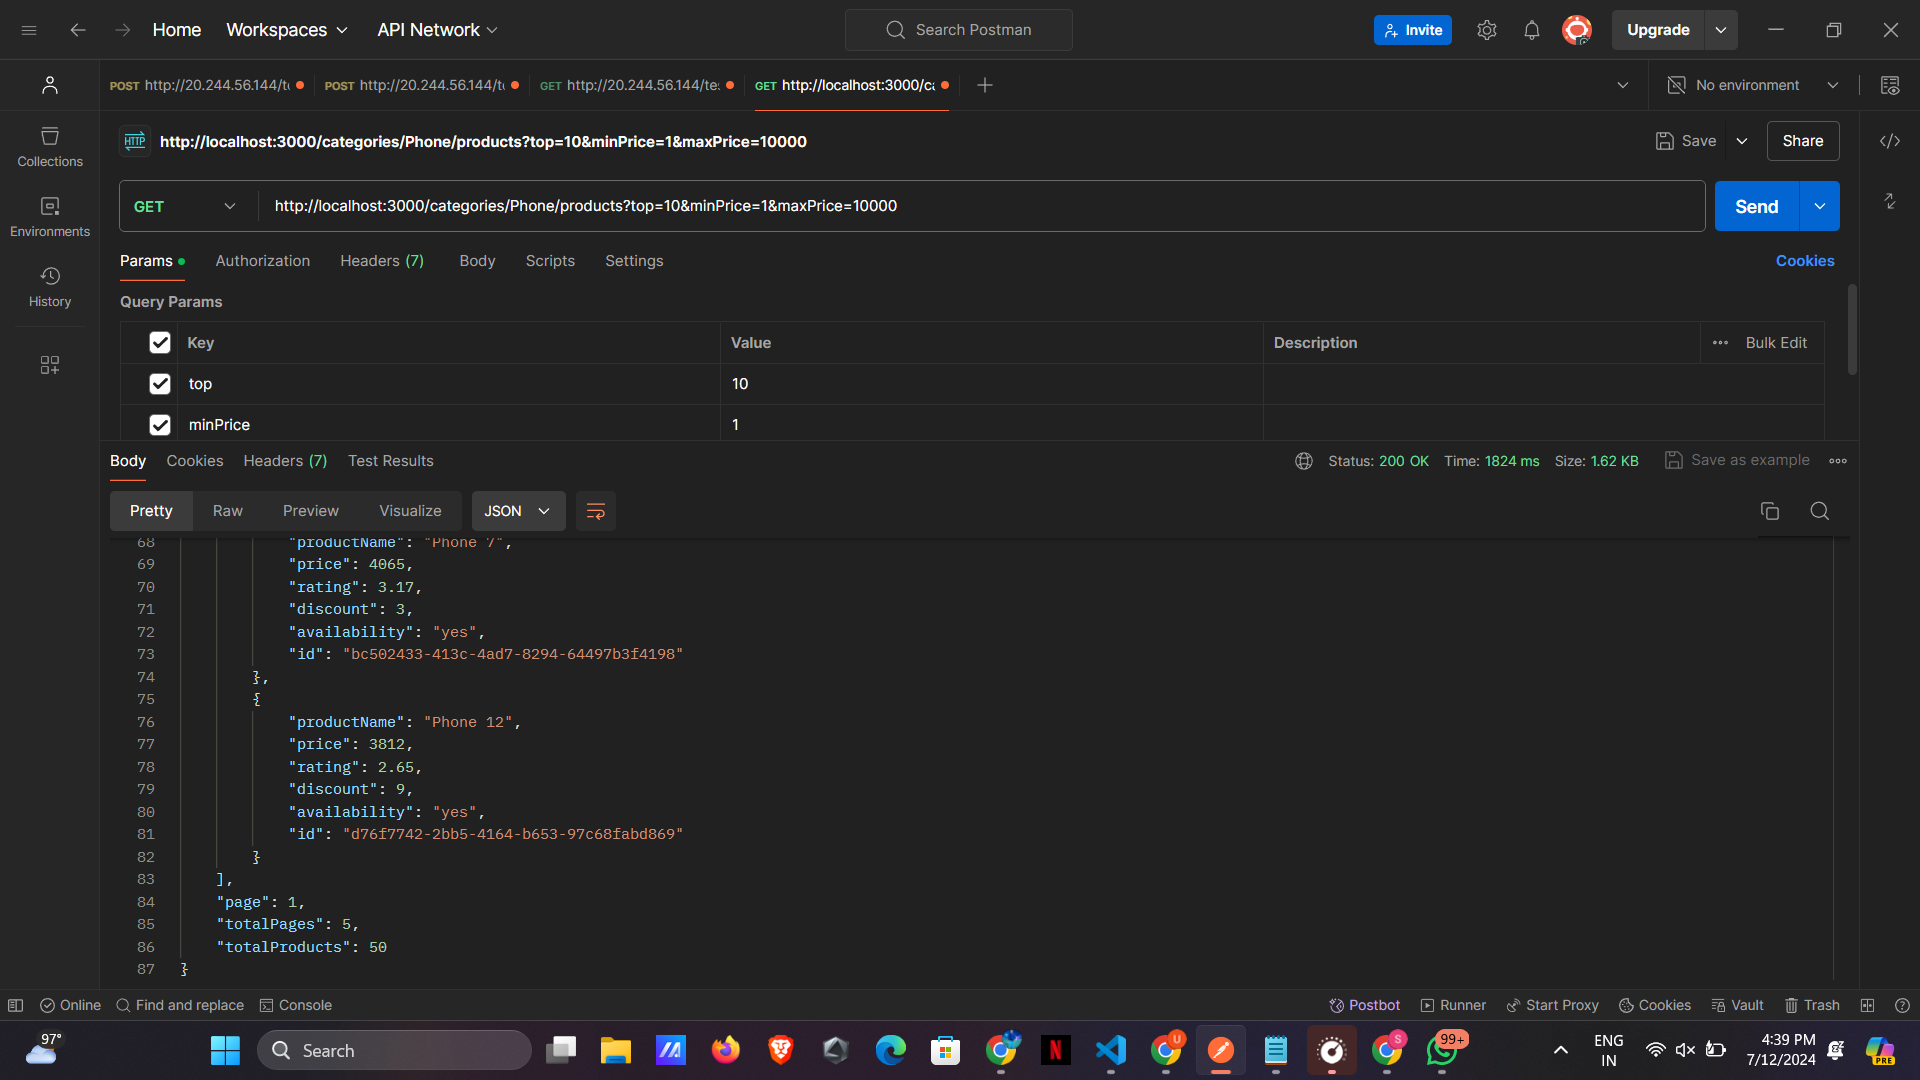 Home
Workspaces
API Network
Search Postman
Invite
Upgrade
POST http://20.244.56.144/t
POST http://20.244.56.144/t
GET http://20.244.56.144/te
GET http://localhost:3000/ca
No environment
HTTP http://localhost:3000/categories/Phone/products?top=10&minPrice=1&maxPrice=10000
Save
Share
Collections
Environments
History
GET http://localhost:3000/categories/Phone/products?top=10&minPrice=1&maxPrice=10000
Send
Params Authorization Headers (7) Body Scripts Settings Cookies
Query Params
Key Value Description Bulk Edit
top 10
minPrice 1
Body Cookies Headers (7) Test Results Status: 200 OK Time: 1824 ms Size: 1.62 KB Save as example
Pretty Raw Preview Visualize JSON
68 "productName": "Phone 7",
69 "price": 4065,
70 "rating": 3.17,
71 "discount": 3,
72 "availability": "yes",
73 "id": "bc502433-413c-4ad7-8294-64497b3f4198"
74 },
75 {
76 "productName": "Phone 12",
77 "price": 3812,
78 "rating": 2.65,
79 "discount": 9,
80 "availability": "yes",
81 "id": "d76f7742-2bb5-4164-b653-97c68fabd869"
82 }
83 ],
84 "page": 1,
85 "totalPages": 5,
86 "totalProducts": 50
87 }
Online Find and replace Console Postbot Runner Start Proxy Cookies Vault Trash
97°
Search
N
U
S
99+
ENG
IN
4:39 PM
7/12/2024
PRE